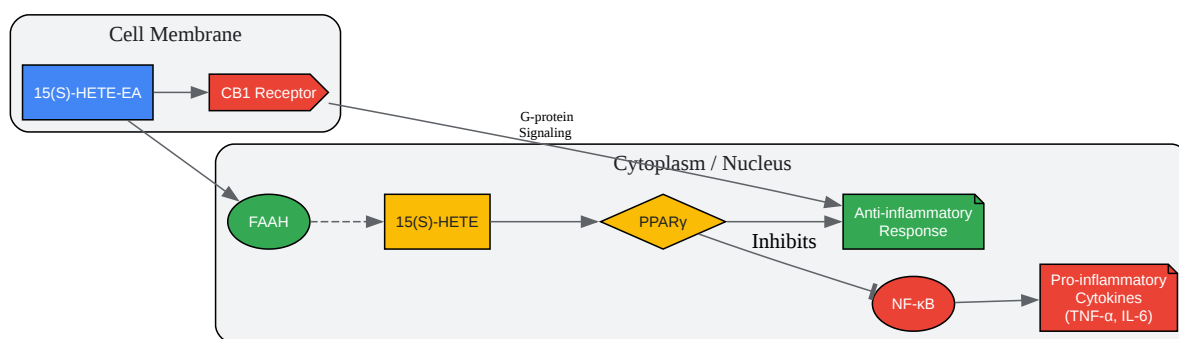 Cell Membrane
15(S)-HETE-EA
CB1 Receptor
G-protein
Signaling
Cytoplasm / Nucleus
FAAH
15(S)-HETE
PPARγ
Anti-inflammatory
Response
Inhibits
NF-κB
Pro-inflammatory
Cytokines
(TNF-α, IL-6)